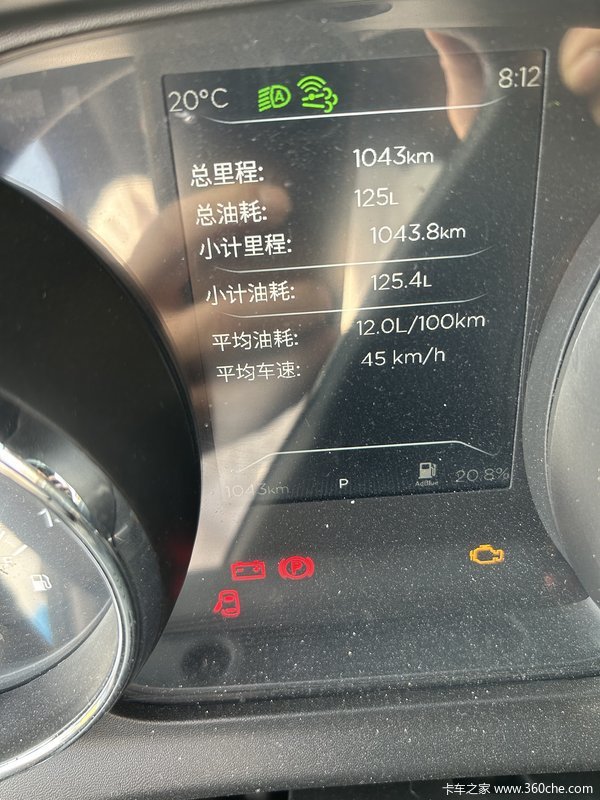 20°C
8:12
总里程: 1043km
总油耗: 125L
小计里程: 1043.8km
小计油耗: 125.4L
平均油耗: 12.0L/100km
平均车速: 45 km/h
1043km P AdBlue 20.8%
卡车之家 www.360che.com